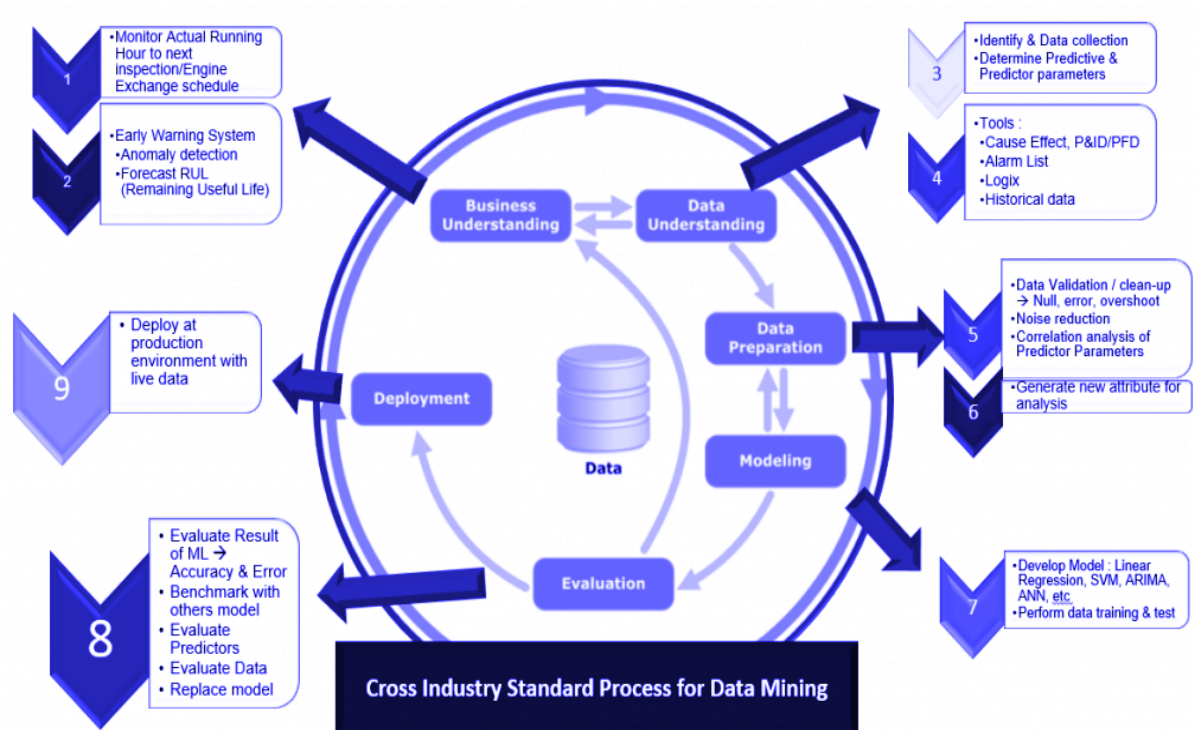 1
•Monitor Actual Running
Hour to next
inspection/Engine
Exchange schedule
2
•Early Warning System
•Anomaly detection
•Forecast RUL
(Remaining Useful Life)
3
•Identify & Data collection
•Determine Predictive &
Predictor parameters
4
•Tools :
•Cause Effect, P&ID/PFD
•Alarm List
•Logix
•Historical data
Business
Understanding
Data
Understanding
5
•Data Validation / clean-up
→ Null, error, overshoot
•Noise reduction
•Correlation analysis of
Predictor Parameters
6
•Generate new attribute for
analysis
Data
Preparation
9
• Deploy at
production
environment with
live data
Deployment
Data
Modeling
Evaluation
7
•Develop Model : Linear
Regression, SVM, ARIMA,
ANN, etc
•Perform data training & test
8
• Evaluate Result
of ML →
Accuracy & Error
• Benchmark with
others model
• Evaluate
Predictors
• Evaluate Data
• Replace model
Cross Industry Standard Process for Data Mining